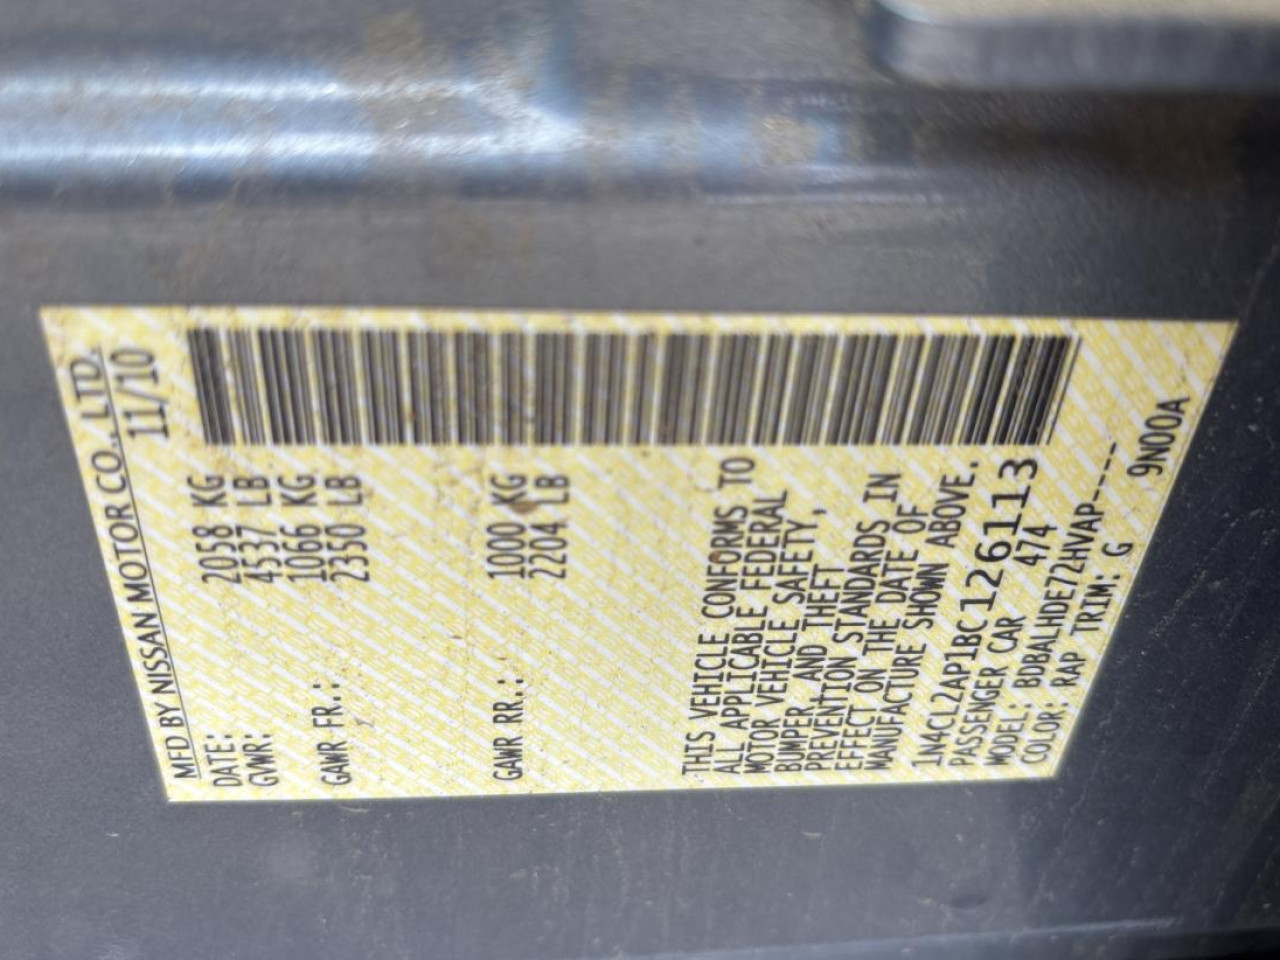 MFD BY NISSAN MOTOR CO., LTD.
DATE: 11/10
GVWR: 2058 KG
4537 LB
GAWR FR.: 1066 KG
2350 LB
GAWR RR.: 1000 KG
2204 LB
THIS VEHICLE CONFORMS TO
ALL APPLICABLE FEDERAL
MOTOR VEHICLE SAFETY,
BUMPER, AND THEFT
PREVENTION STANDARDS IN
EFFECT ON THE DATE OF
MANUFACTURE SHOWN ABOVE.
1N4CL2AP1BC126113
PASSENGER CAR 474
MODEL: BDBALHDE72HVAP----
COLOR: RAP TRIM: G 9N00A